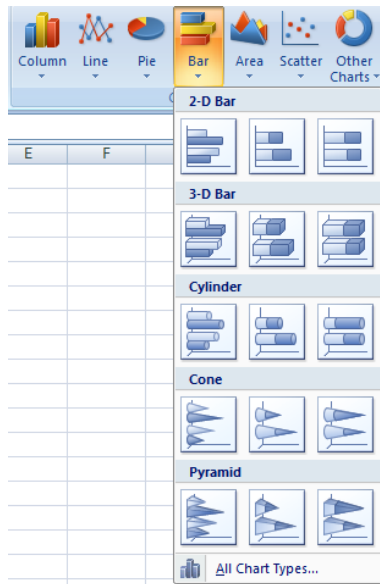 Column Line Pie Bar Area Scatter Other Charts
2-D Bar
E F
3-D Bar
Cylinder
Cone
Pyramid
All Chart Types...